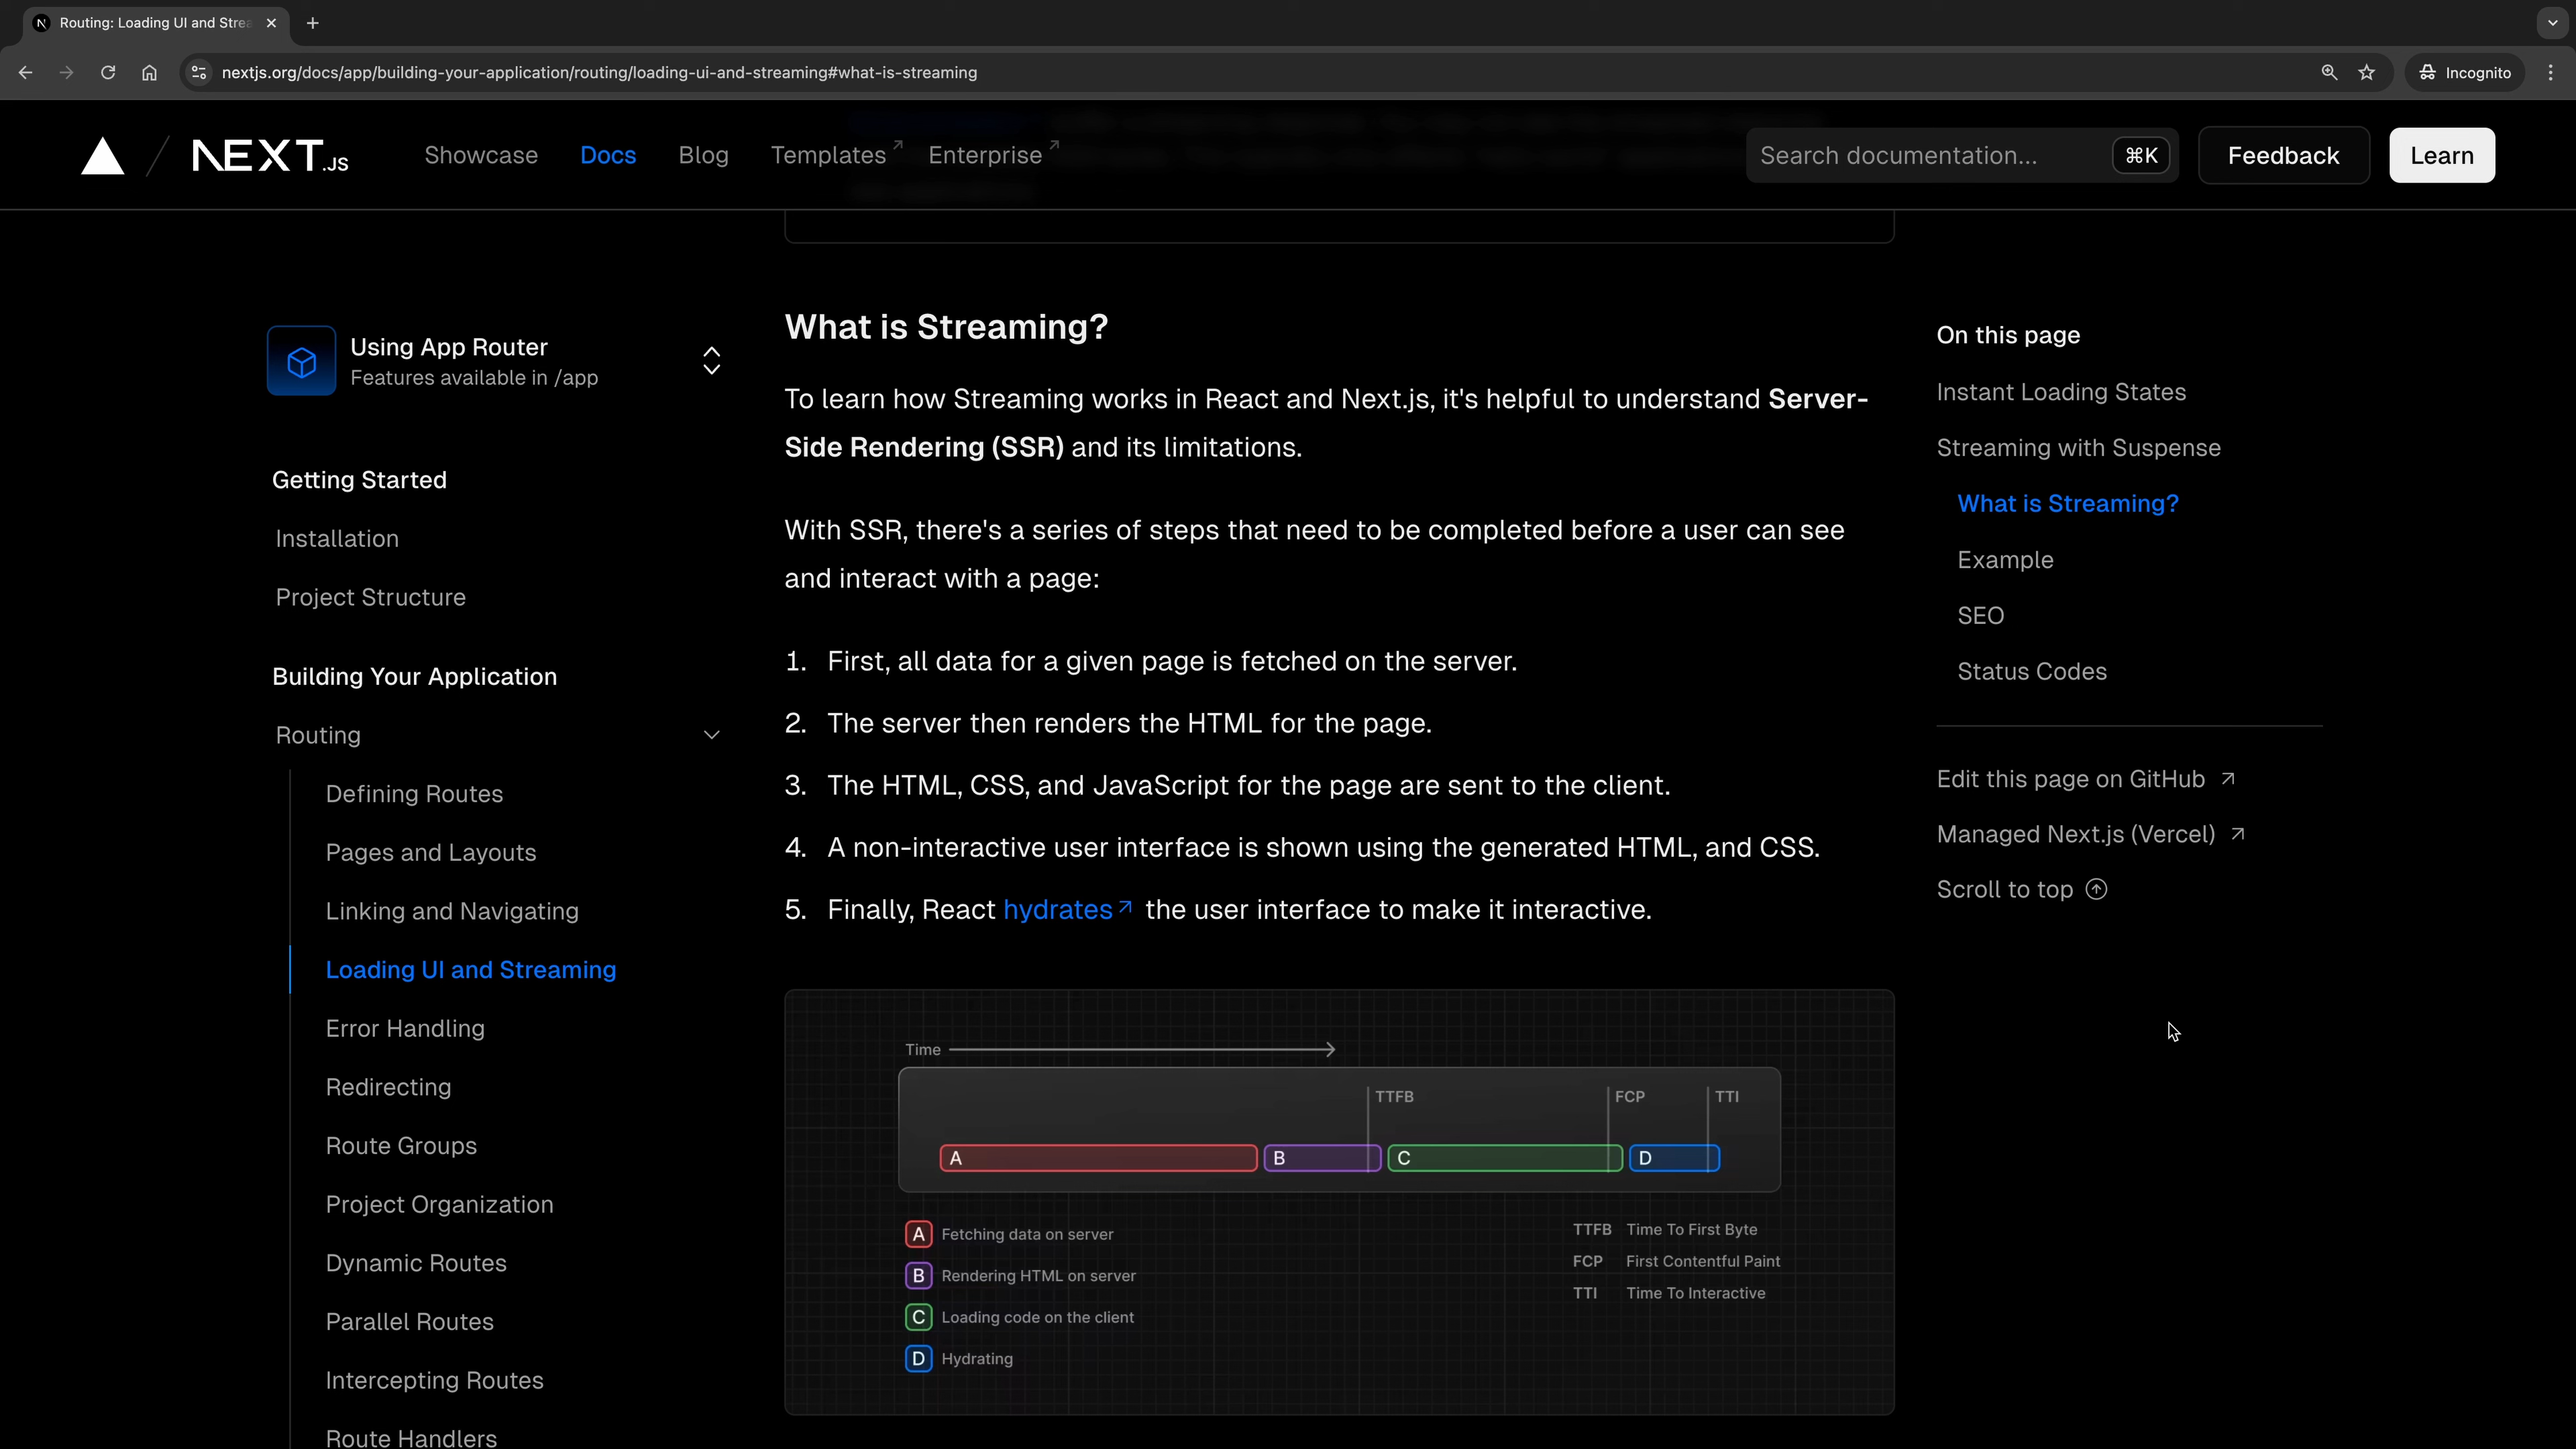 Routing: Loading UI and Strea
nextjs.org/docs/app/building-your-application/routing/loading-ui-and-streaming#what-is-streaming
Incognito
NEXT.JS
Showcase
Docs
Blog
Templates
Enterprise
Search documentation...
⌘K
Feedback
Learn
Using App Router
Features available in /app
Getting Started
Installation
Project Structure
Building Your Application
Routing
Defining Routes
Pages and Layouts
Linking and Navigating
Loading UI and Streaming
Error Handling
Redirecting
Route Groups
Project Organization
Dynamic Routes
Parallel Routes
Intercepting Routes
Route Handlers
What is Streaming?
To learn how Streaming works in React and Next.js, it's helpful to understand Server-
Side Rendering (SSR) and its limitations.
With SSR, there's a series of steps that need to be completed before a user can see
and interact with a page:
1. First, all data for a given page is fetched on the server.
2. The server then renders the HTML for the page.
3. The HTML, CSS, and JavaScript for the page are sent to the client.
4. A non-interactive user interface is shown using the generated HTML, and CSS.
5. Finally, React hydrates the user interface to make it interactive.
Time
TTFB
FCP
TTI
A
B
C
D
A Fetching data on server
B Rendering HTML on server
C Loading code on the client
D Hydrating
TTFB Time To First Byte
FCP First Contentful Paint
TTI Time To Interactive
On this page
Instant Loading States
Streaming with Suspense
What is Streaming?
Example
SEO
Status Codes
Edit this page on GitHub
Managed Next.js (Vercel)
Scroll to top